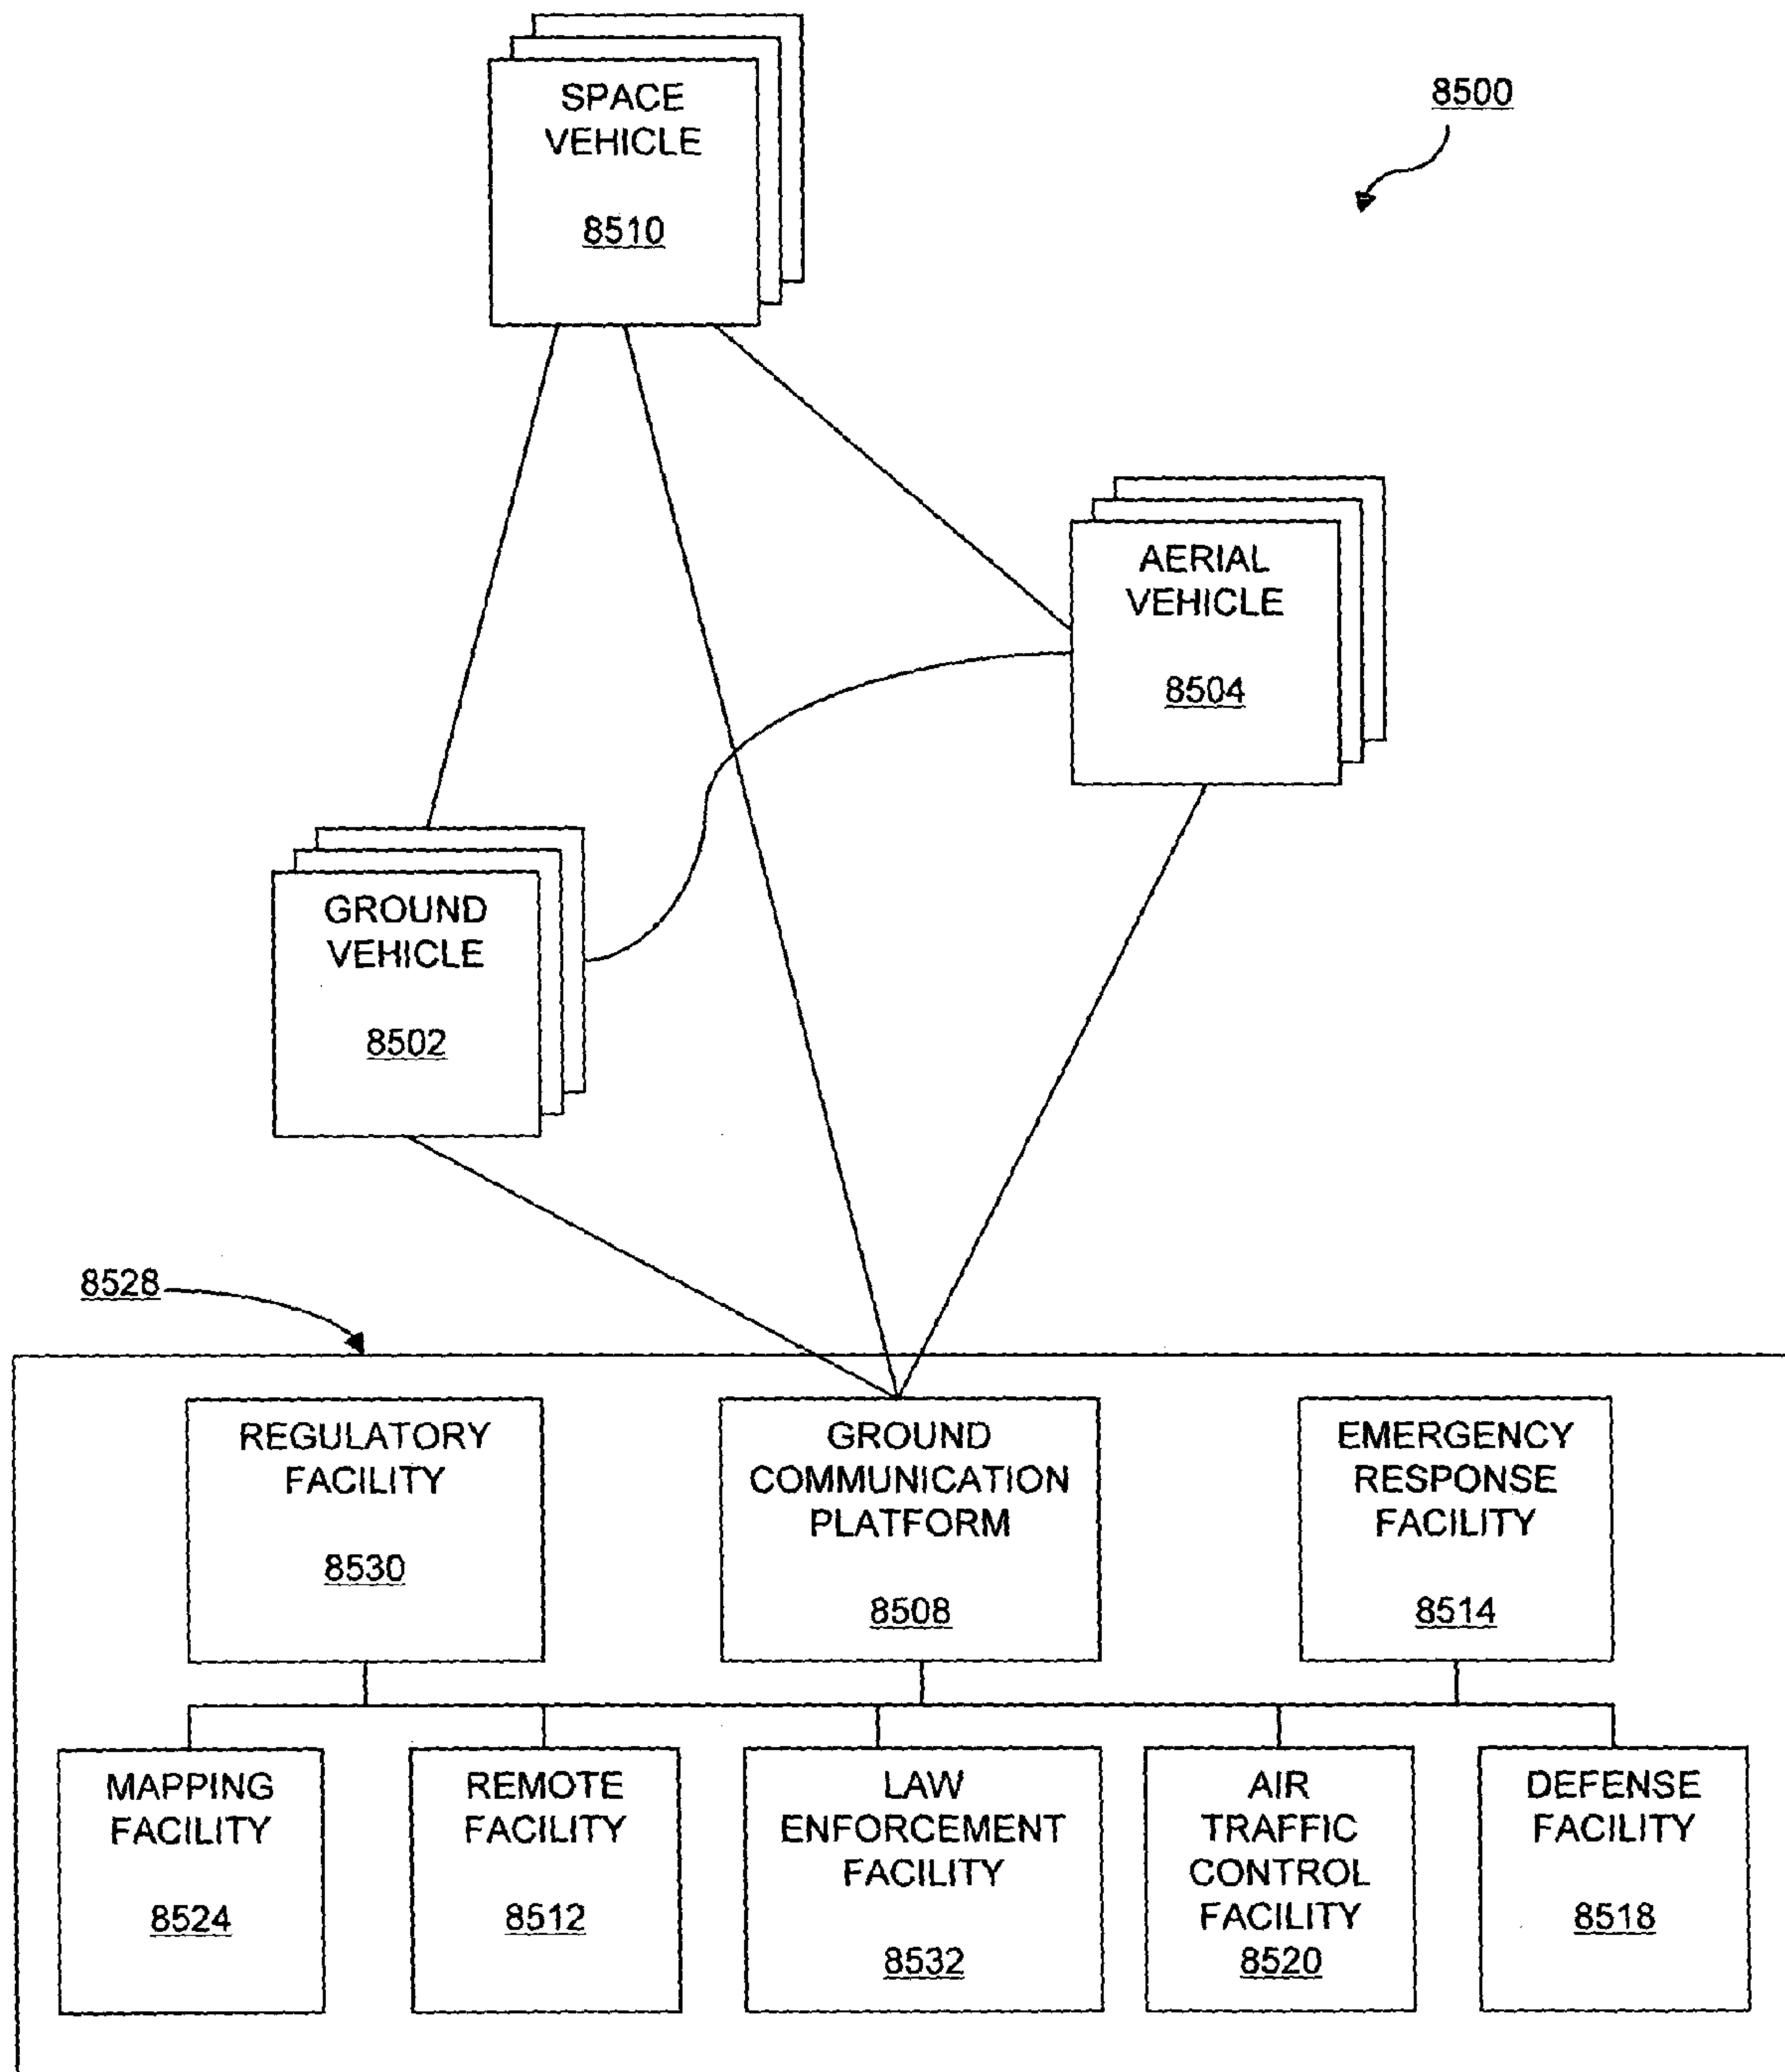 SPACE
VEHICLE
8510
8500
AERIAL
VEHICLE
8504
GROUND
VEHICLE
8502
8528
REGULATORY
FACILITY
8530
GROUND
COMMUNICATION
PLATFORM
8508
EMERGENCY
RESPONSE
FACILITY
8514
MAPPING
FACILITY
8524
REMOTE
FACILITY
8512
LAW
ENFORCEMENT
FACILITY
8532
AIR
TRAFFIC
CONTROL
FACILITY
8520
DEFENSE
FACILITY
8518